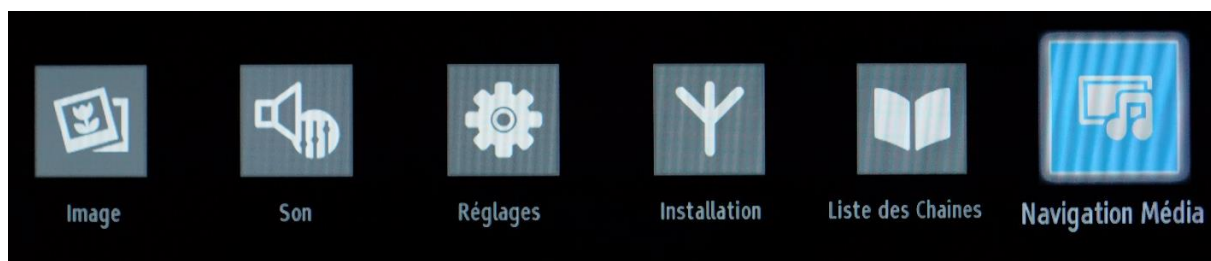 Image
Son
Réglages
Installation
Liste des Chaines
Navigation Média